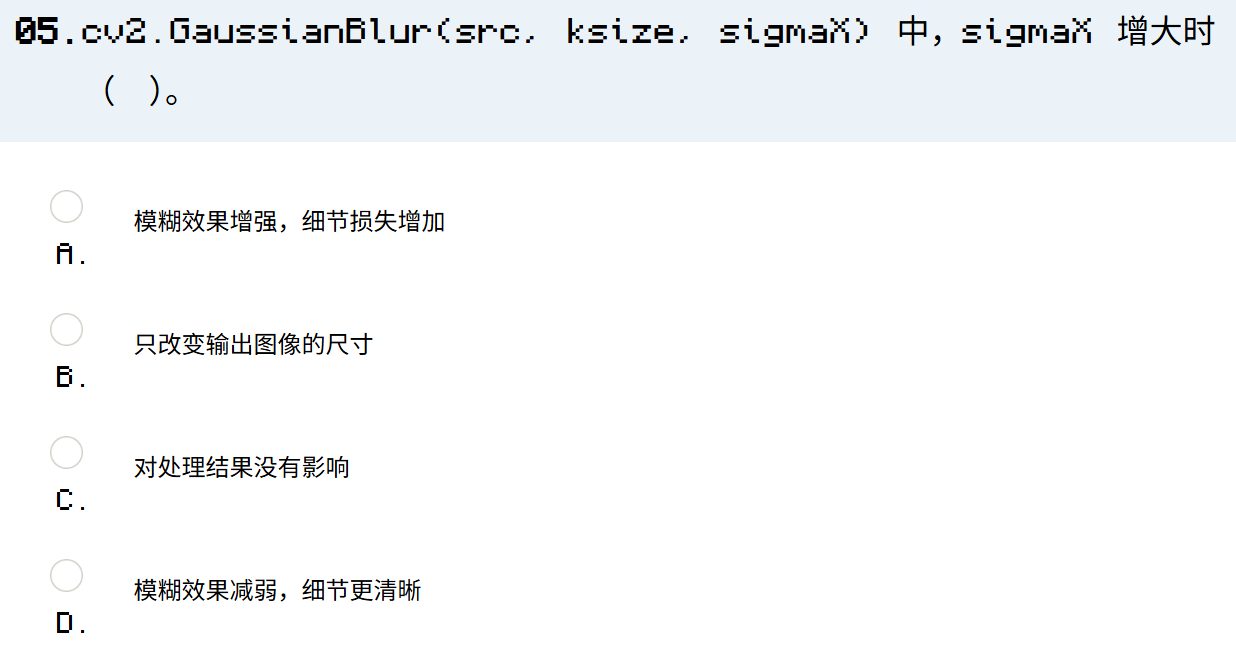 05.cv2.GaussianBlur(src, ksize, sigmaX) 中，sigmaX 增大时
（ ）。
模糊效果增强，细节损失增加
A.
只改变输出图像的尺寸
B.
对处理结果没有影响
C.
模糊效果减弱，细节更清晰
D.